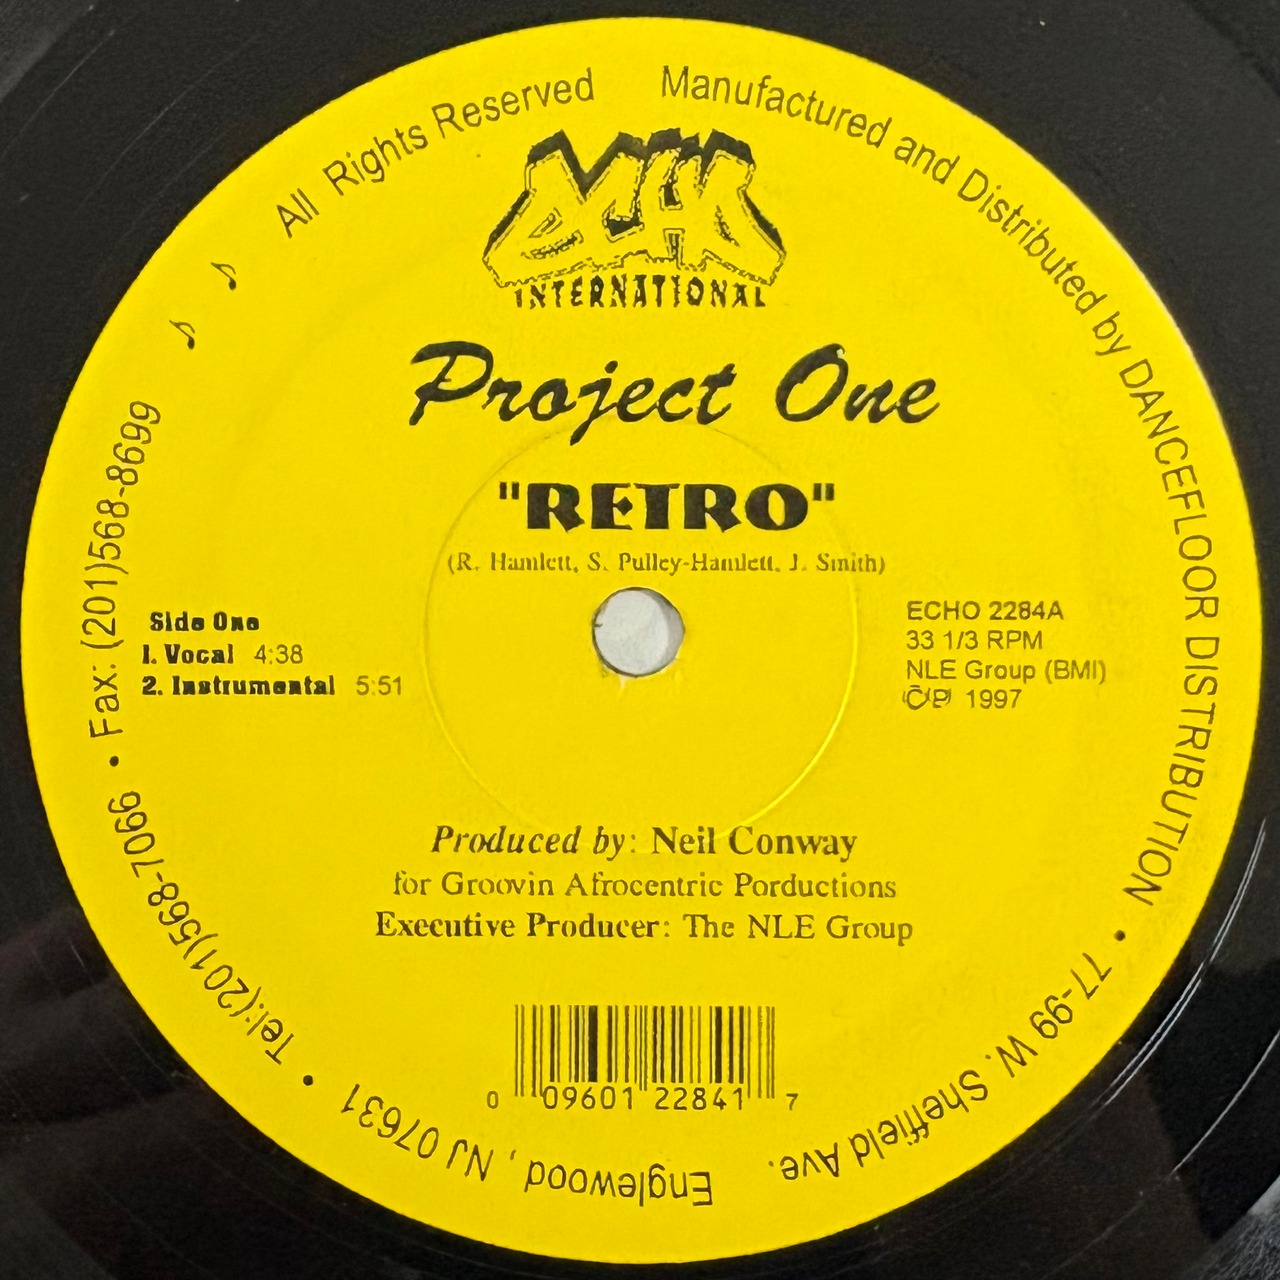 All Rights Reserved
Manufactured and Distributed by DANCEFLOOR DISTRIBUTION • 77-99 W. Sheffield Ave. Englewood, NJ 07631 • Tel:(201)568-7066 • Fax: (201)568-8699
ECHO
INTERNATIONAL
Project One
"RETRO"
(R. Hamlett, S. Pulley-Hamlett, J. Smith)
Side One
1. Vocal 4:38
2. Instrumental 5:51
ECHO 2284A
33 1/3 RPM
NLE Group (BMI)
©℗ 1997
Produced by: Neil Conway
for Groovin Afrocentric Porductions
Executive Producer: The NLE Group
0 09601 22841 7